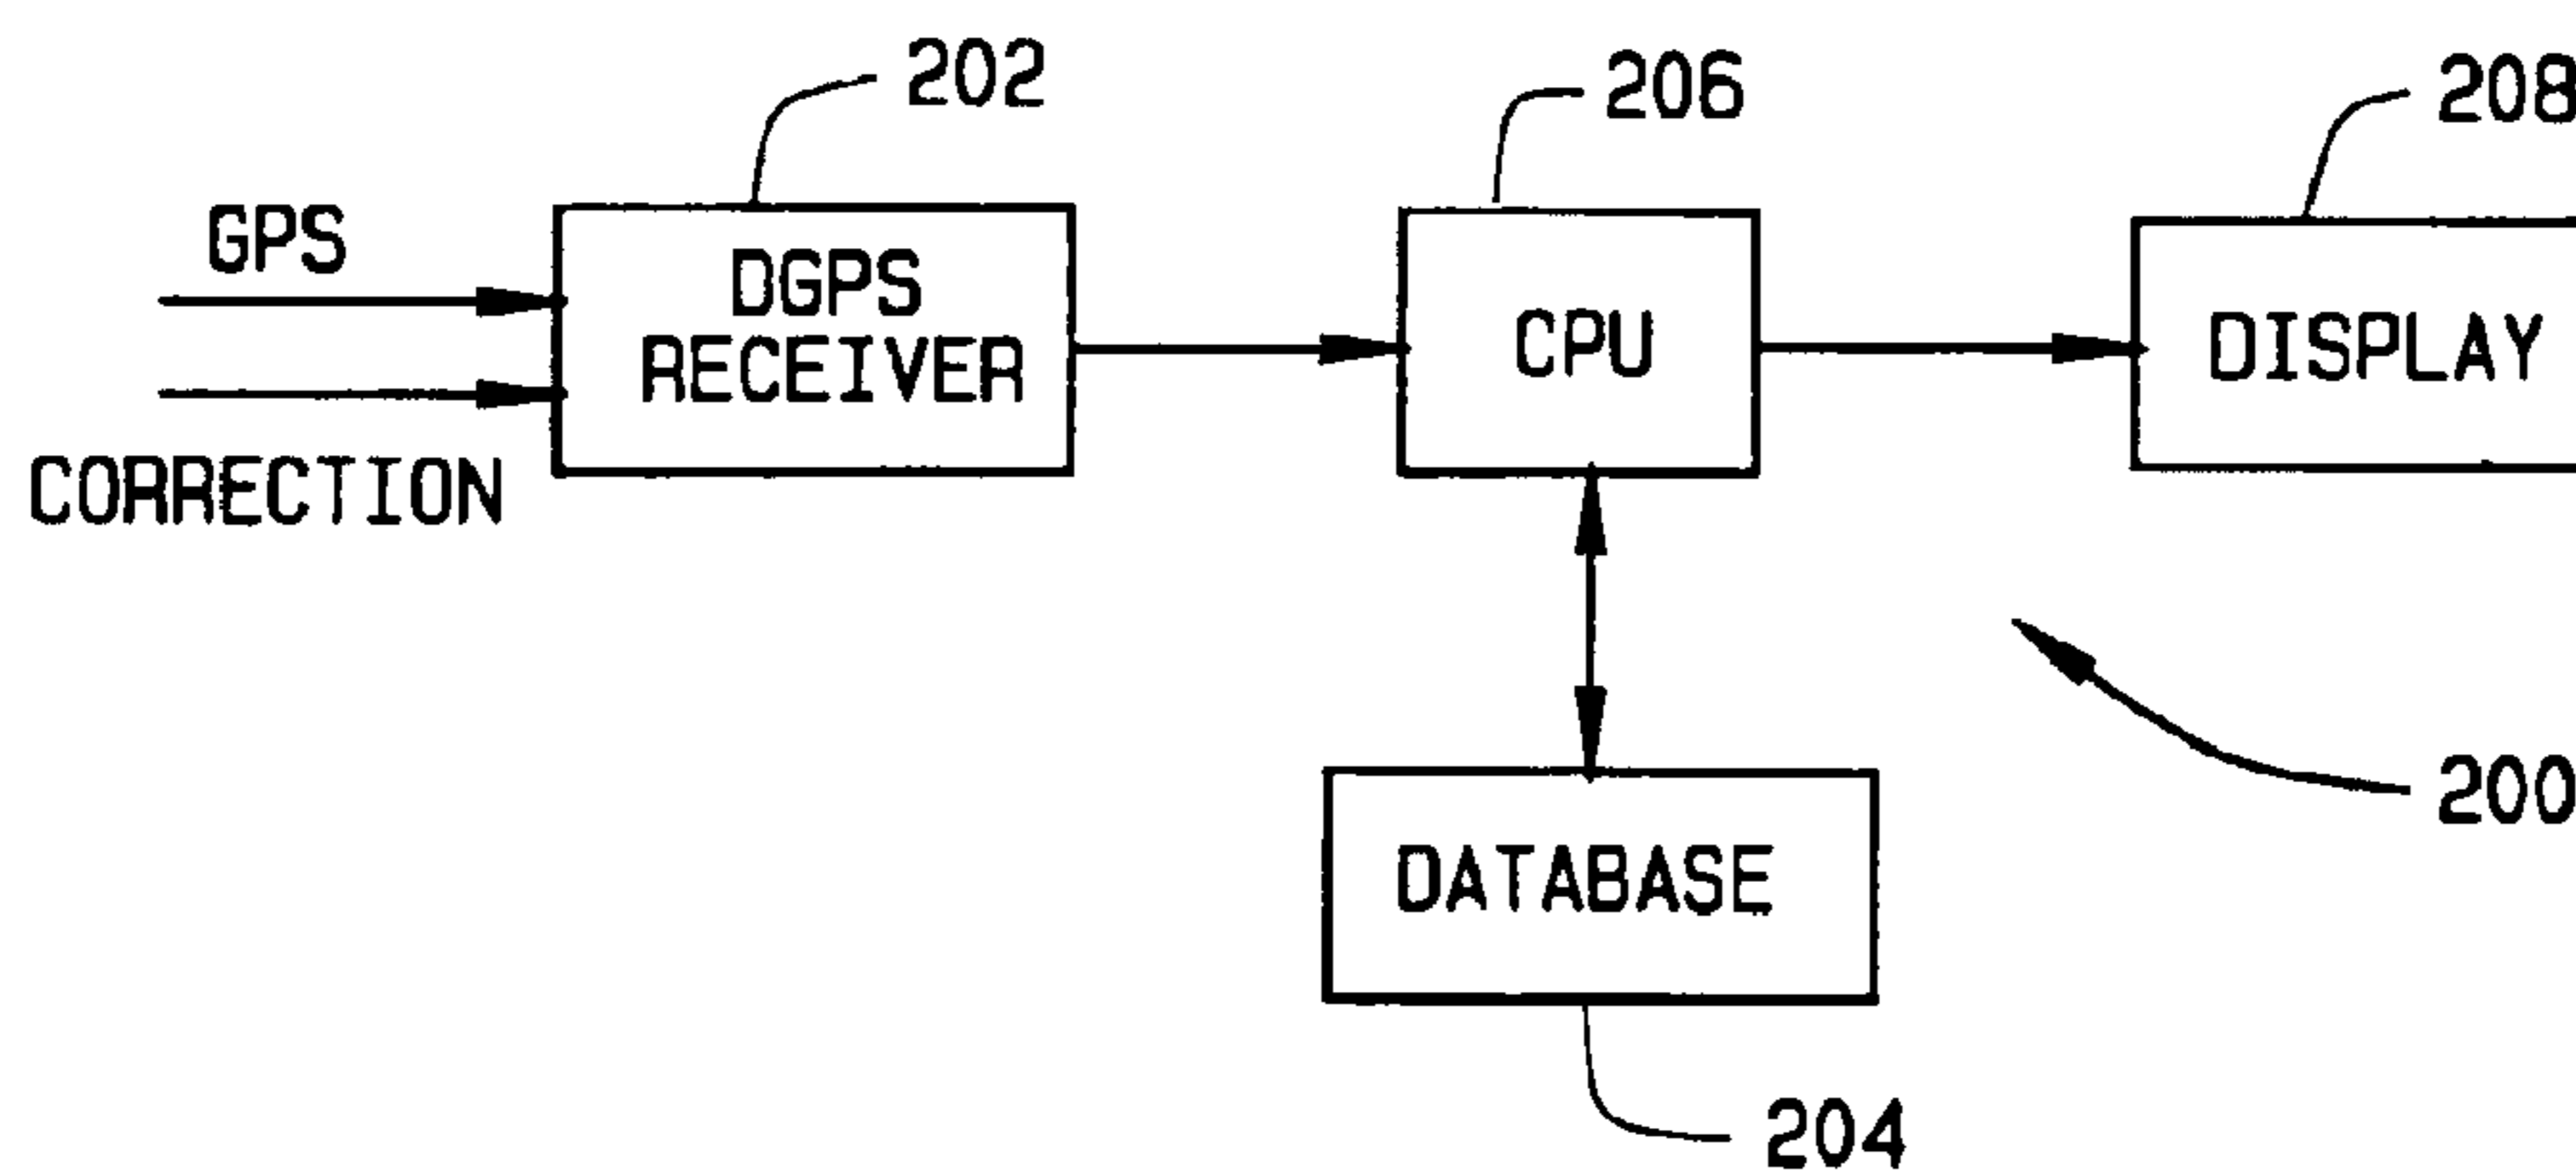 202
206
208
GPS
DGPS
RECEIVER
CPU
DISPLAY
CORRECTION
200
DATABASE
204